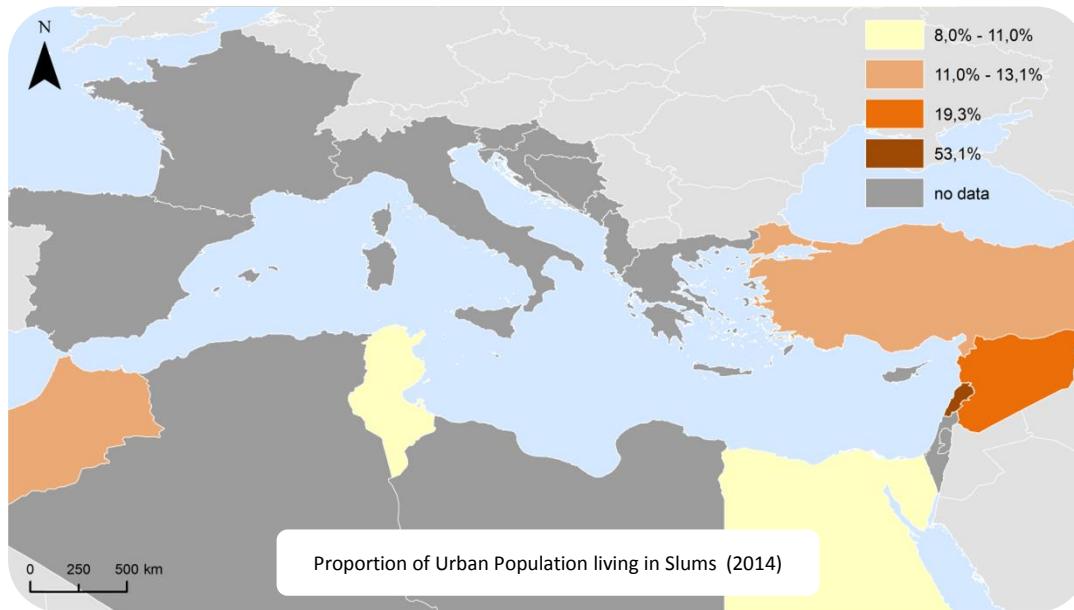 N
8,0% - 11,0%
11,0% - 13,1%
19,3%
53,1%
no data
Proportion of Urban Population living in Slums (2014)
0 250 500 km